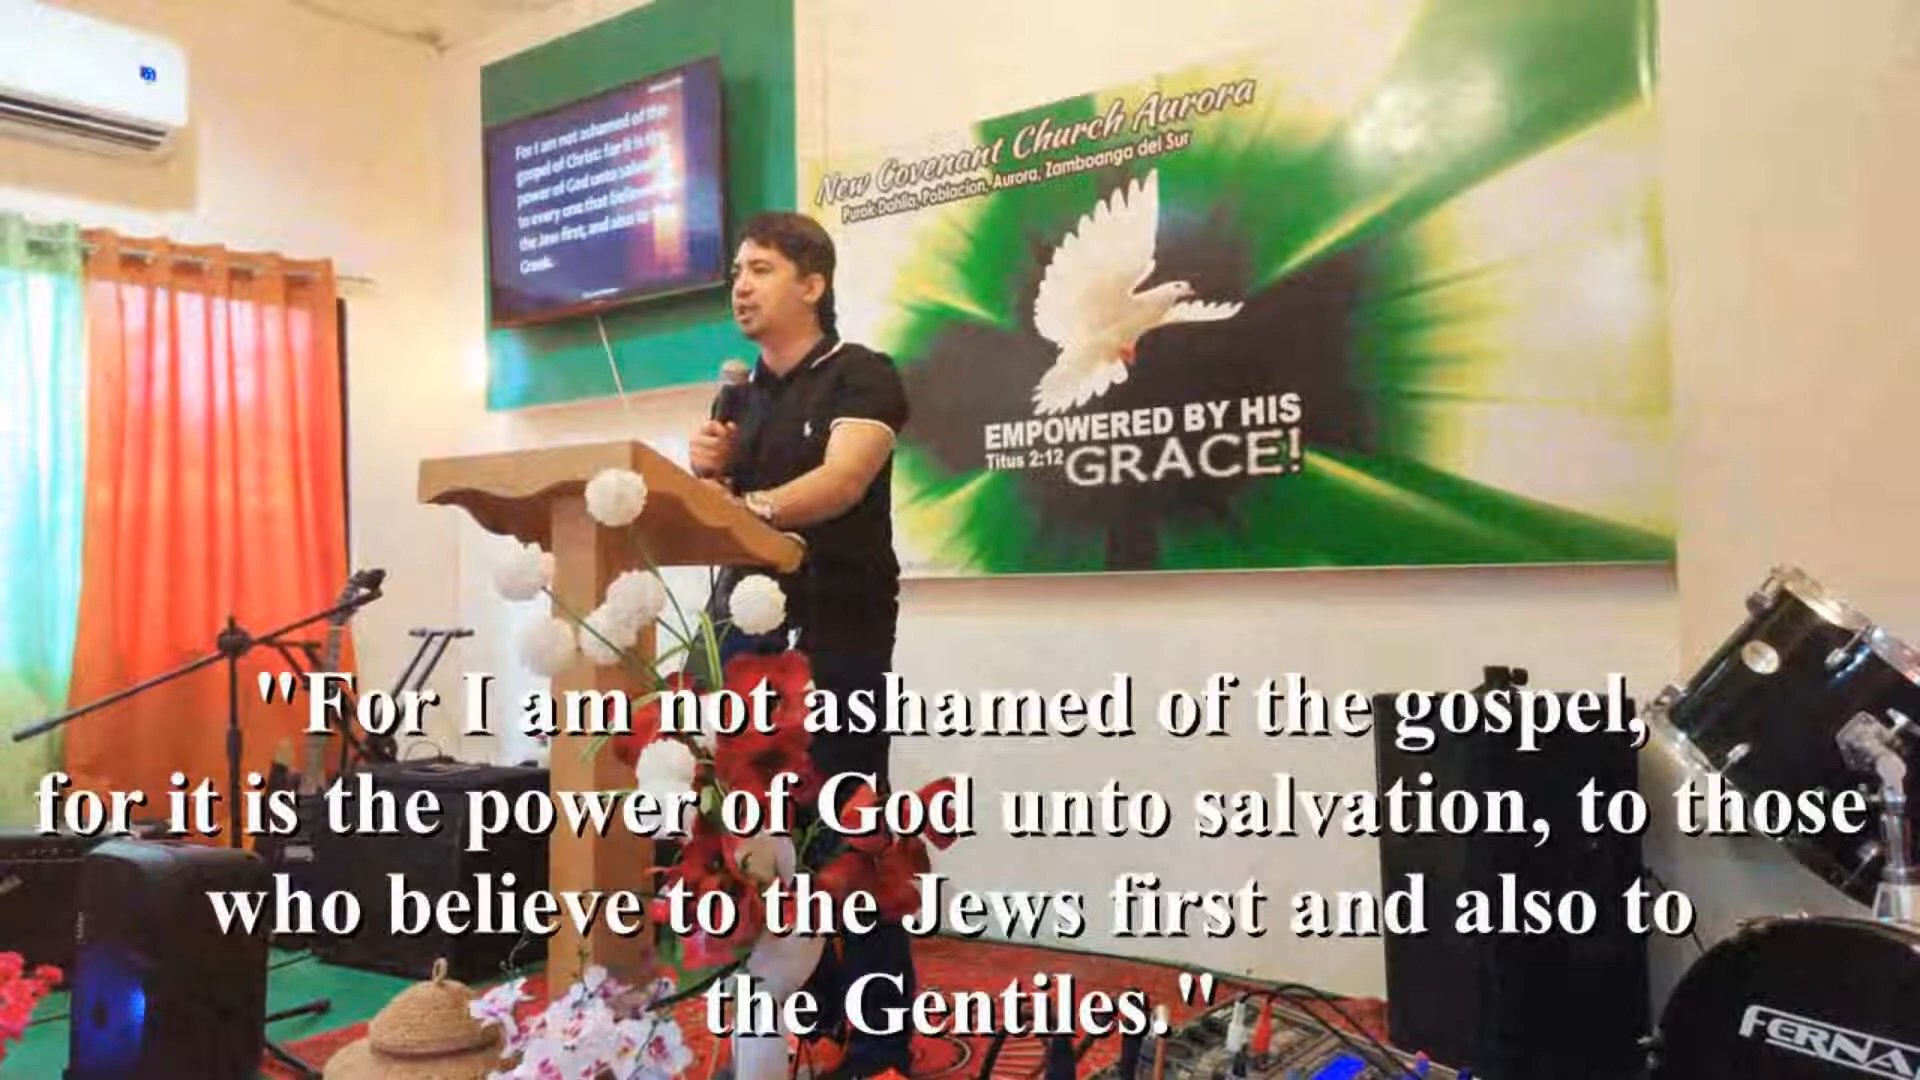 For I am not ashamed of the
gospel of Christ: for it is the
power of God unto
to every one that
the Jew first, and also to
Greek.
New Covenant Church Aurora
Purok Dahlia, Poblacion, Aurora, Zamboanga del Sur
EMPOWERED BY HIS
Titus 2:12 GRACE!
"For I am not ashamed of the gospel,
for it is the power of God unto salvation, to those
who believe to the Jews first and also to
the Gentiles."
FERNA